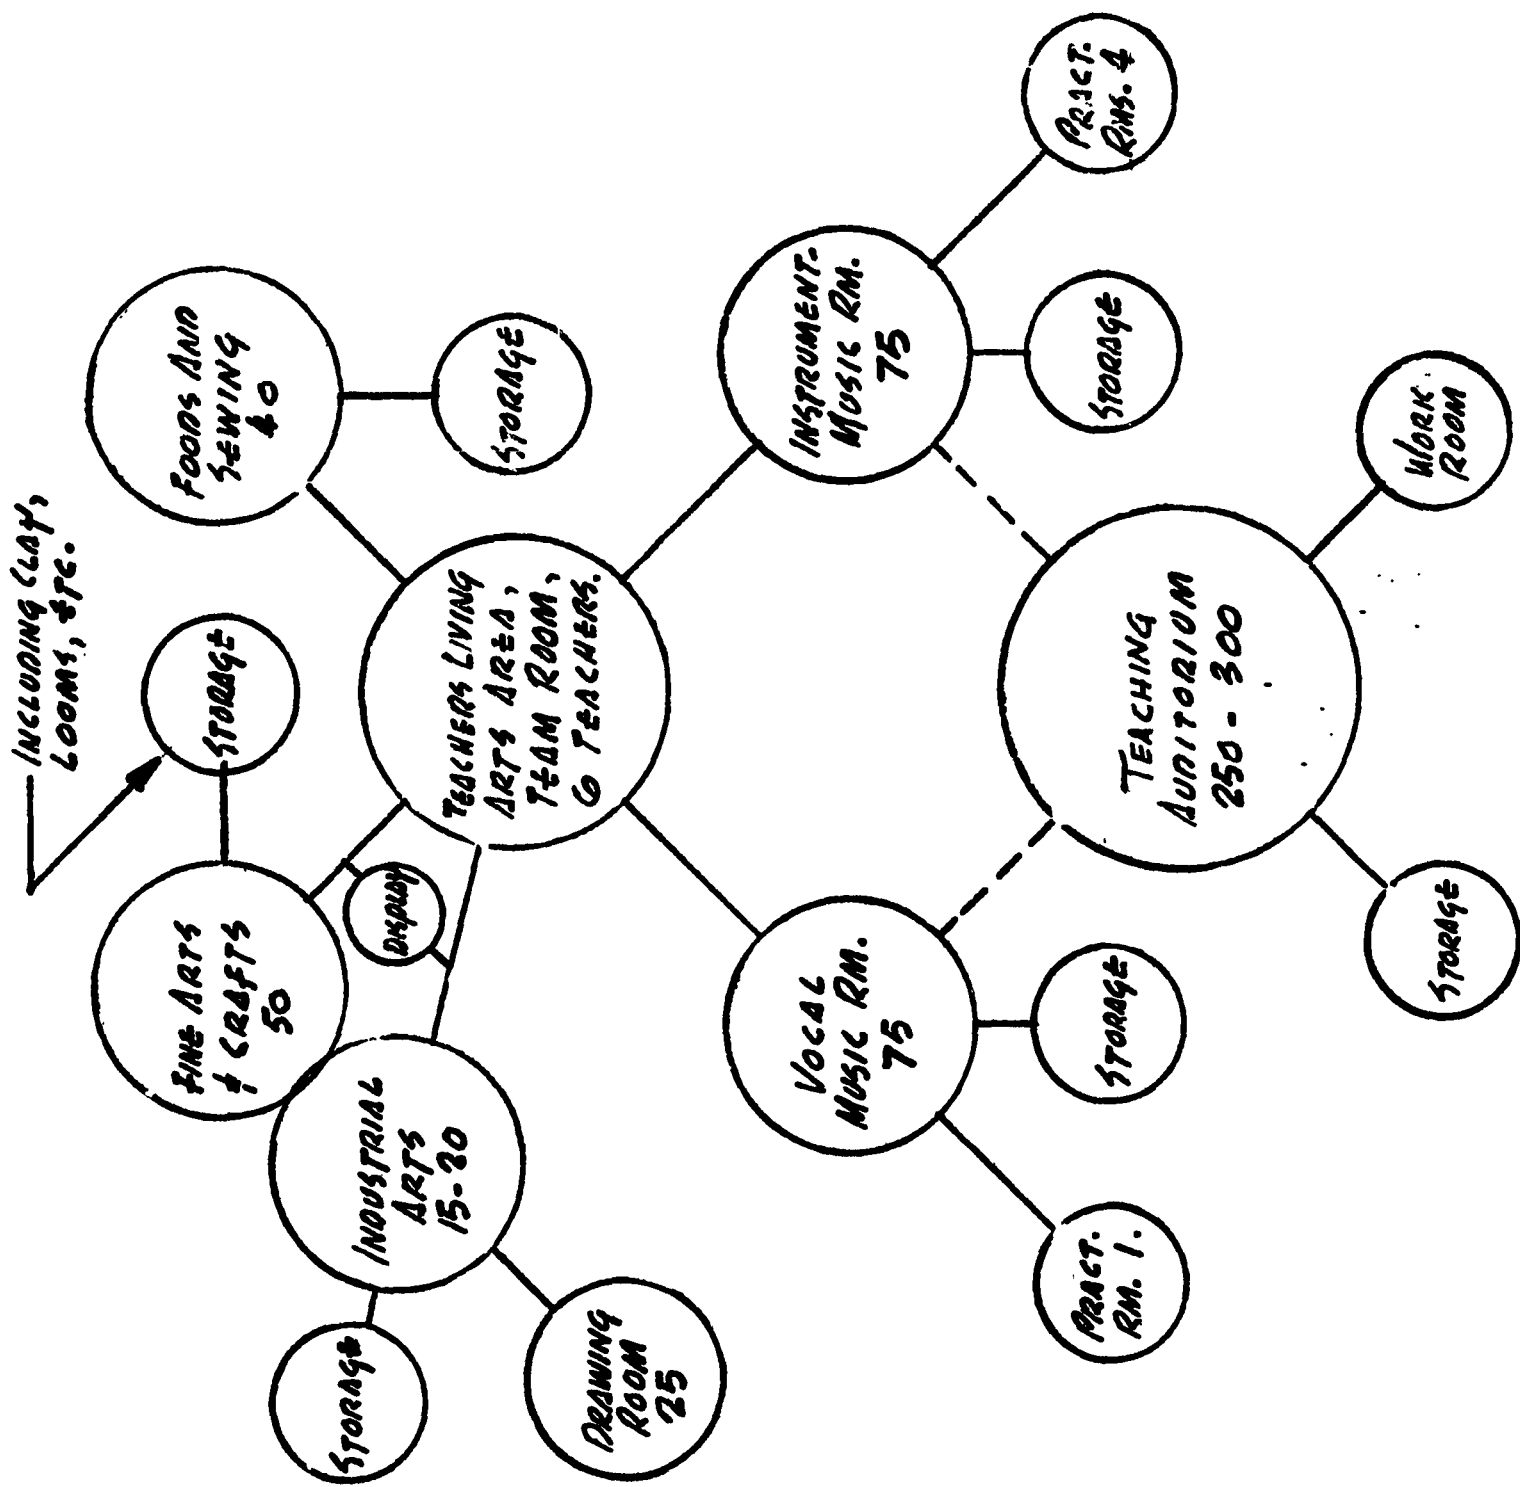 INCLUDING CLAY,
LOOMS, ETC.
FINE ARTS
& CRAFTS
50
STORAGE
FOODS AND
SEWING
40
STORAGE
INDUSTRIAL
ARTS
15-20
DISPLAY
TEACHERS LIVING
ARTS AREA,
TEAM ROOM,
6 TEACHERS.
STORAGE
DRAWING
ROOM
25
VOCAL
MUSIC RM.
75
INSTRUMENT.
MUSIC RM.
75
PRACT.
RM. 1.
STORAGE
STORAGE
PRACT.
RMS. 4
TEACHING
AUDITORIUM
250 - 300
STORAGE
WORK
ROOM